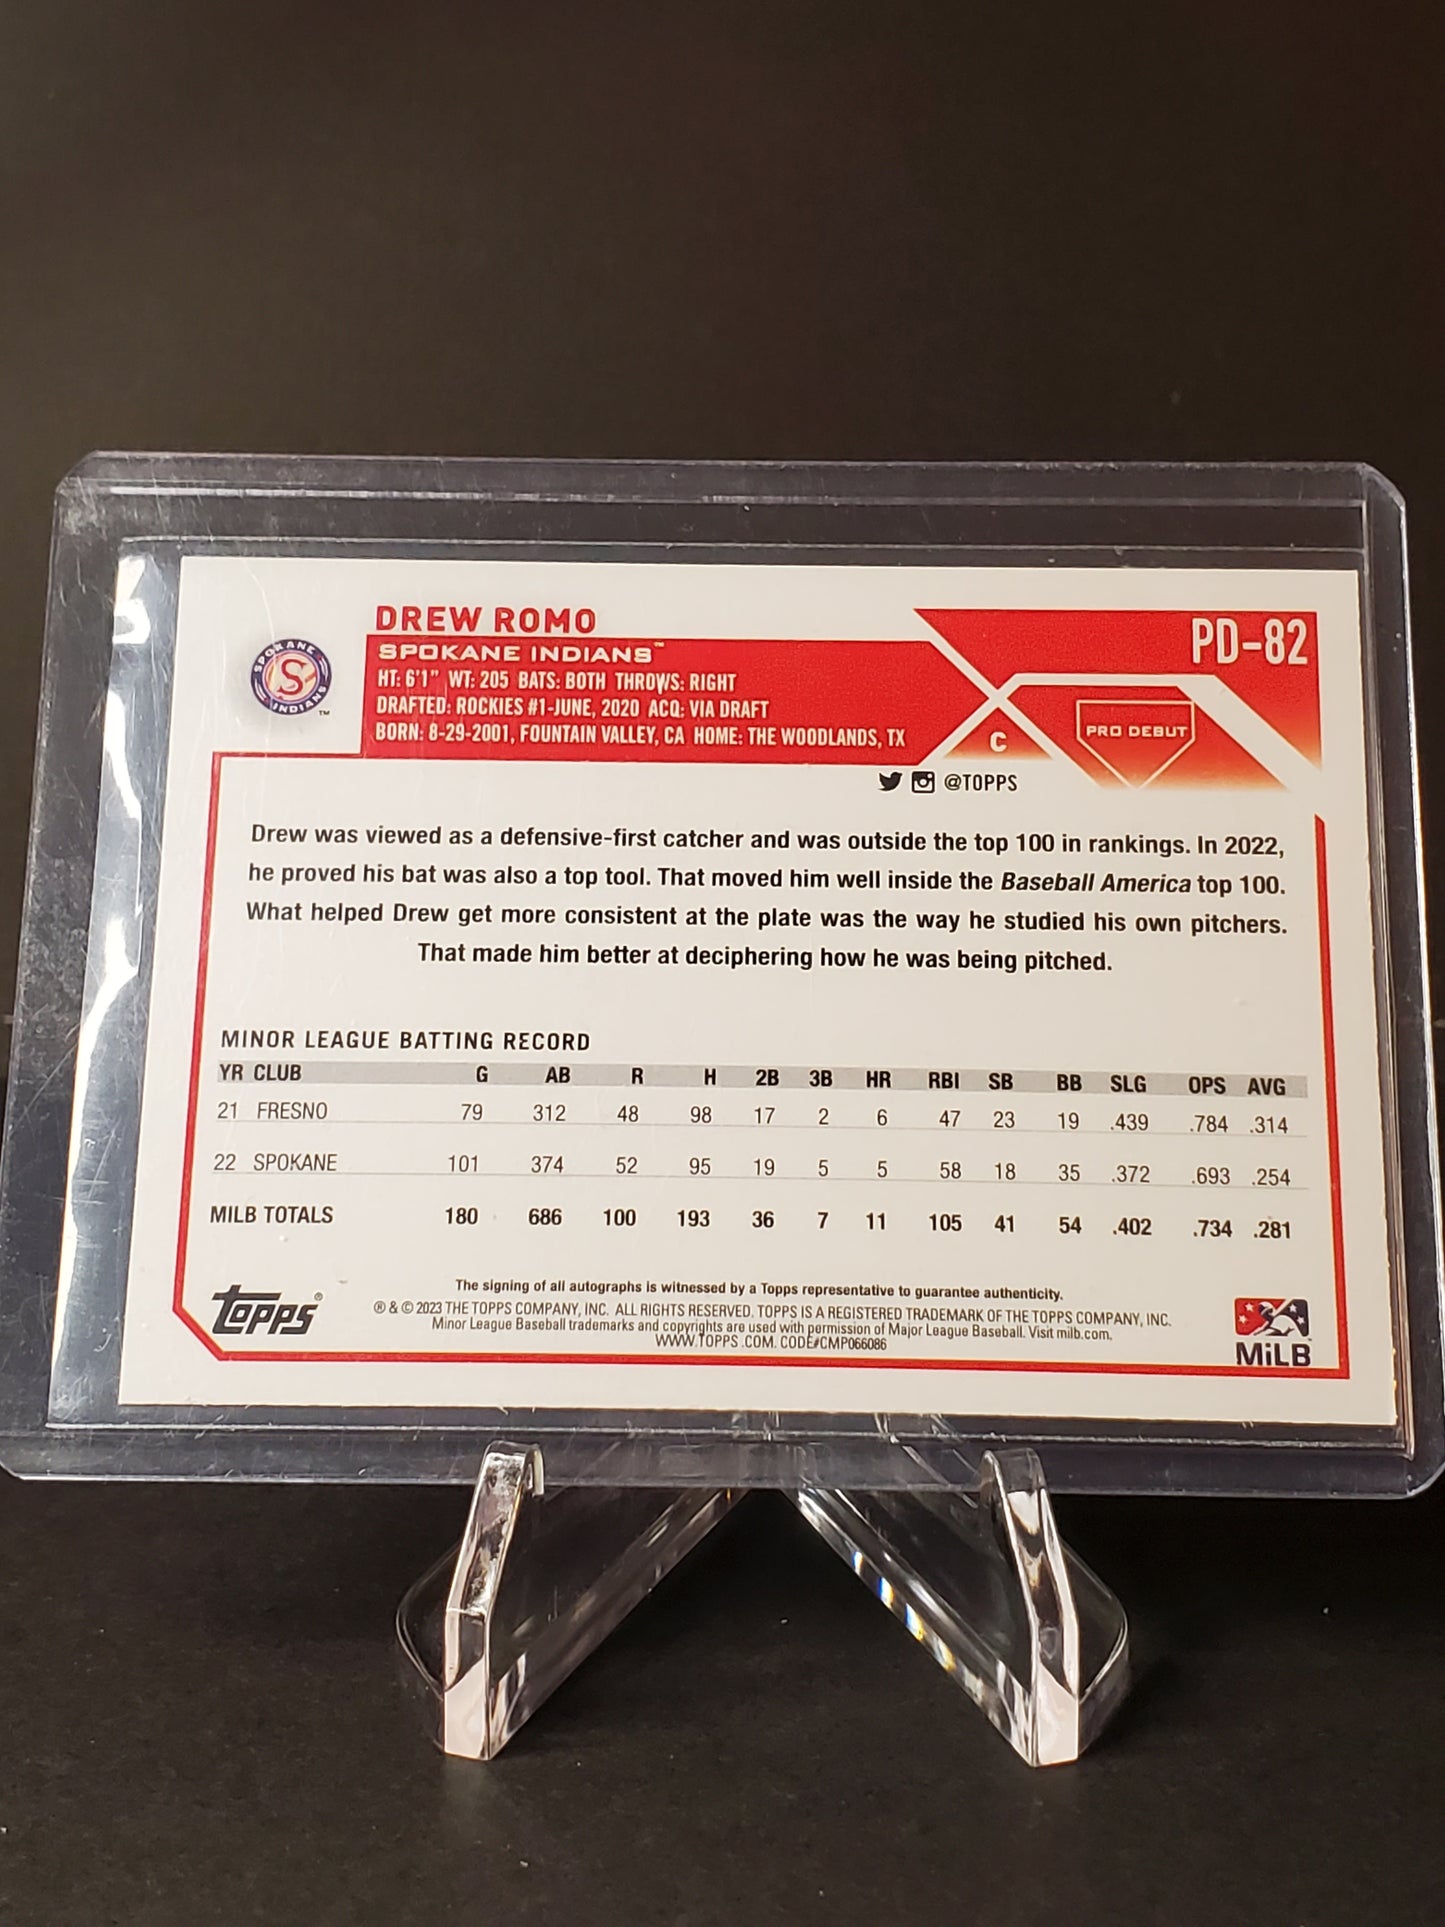 DREW ROMO
SPOKANE INDIANS™
HT: 6'1" WT: 205 BATS: BOTH THROWS: RIGHT
DRAFTED: ROCKIES #1-JUNE, 2020 ACQ: VIA DRAFT
BORN: 8-29-2001, FOUNTAIN VALLEY, CA HOME: THE WOODLANDS, TX
SPOKANE
S
INDIANS
™
PD-82
C
PRO DEBUT
@TOPPS
Drew was viewed as a defensive-first catcher and was outside the top 100 in rankings. In 2022,
he proved his bat was also a top tool. That moved him well inside the Baseball America top 100.
What helped Drew get more consistent at the plate was the way he studied his own pitchers.
That made him better at deciphering how he was being pitched.
MINOR LEAGUE BATTING RECORD
YR CLUB G AB R H 2B 3B HR RBI SB BB SLG OPS AVG
21 FRESNO 79 312 48 98 17 2 6 47 23 19 .439 .784 .314
22 SPOKANE 101 374 52 95 19 5 5 58 18 35 .372 .693 .254
MILB TOTALS 180 686 100 193 36 7 11 105 41 54 .402 .734 .281
The signing of all autographs is witnessed by a Topps representative to guarantee authenticity.
® & © 2023 THE TOPPS COMPANY, INC. ALL RIGHTS RESERVED. TOPPS IS A REGISTERED TRADEMARK OF THE TOPPS COMPANY, INC.
Minor League Baseball trademarks and copyrights are used with permission of Major League Baseball. Visit milb.com.
WWW.TOPPS.COM. CODE#CMP066086
Topps®
MiLB